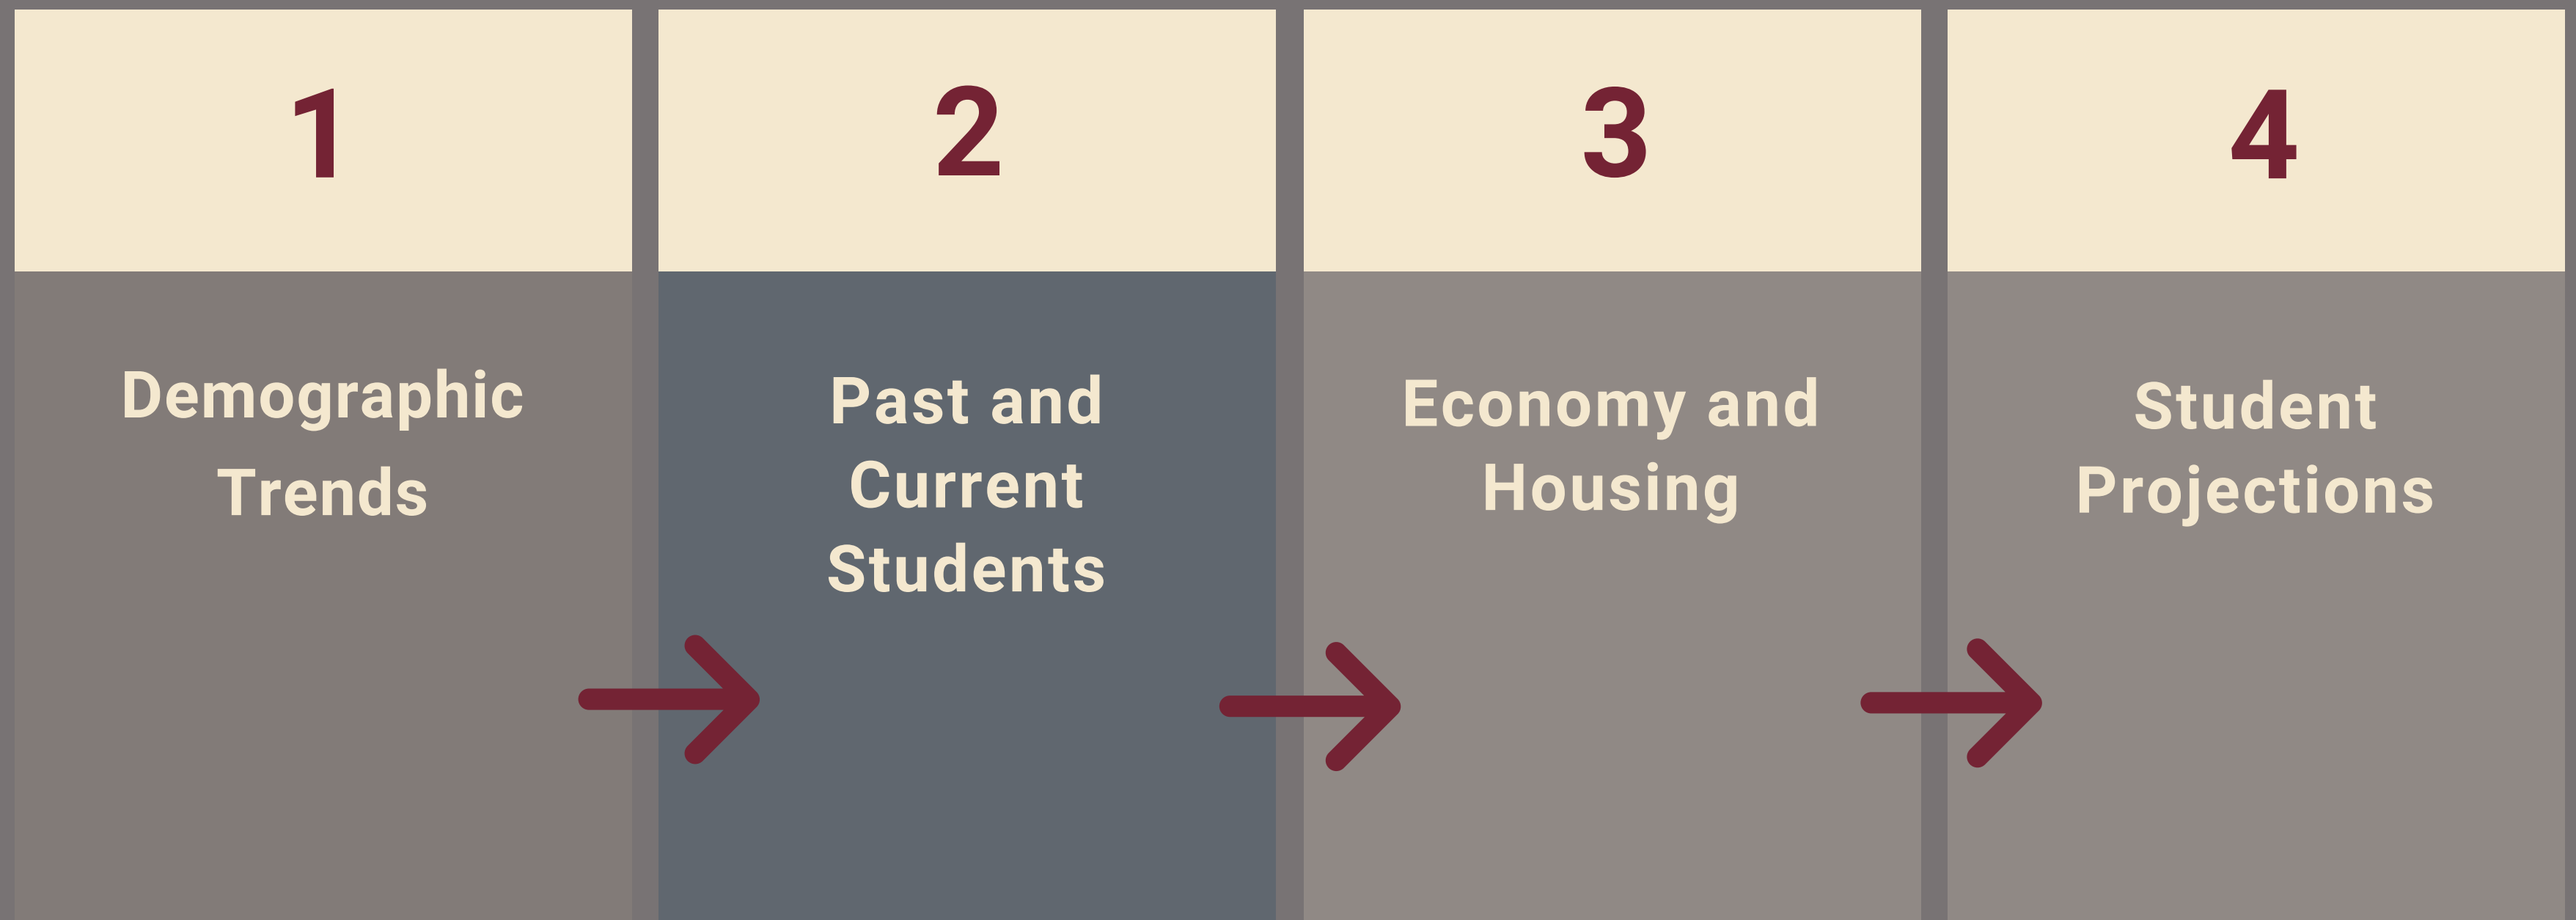 1
Demographic
Trends
2
Past and
Current
Students
3
Economy and
Housing
4
Student
Projections